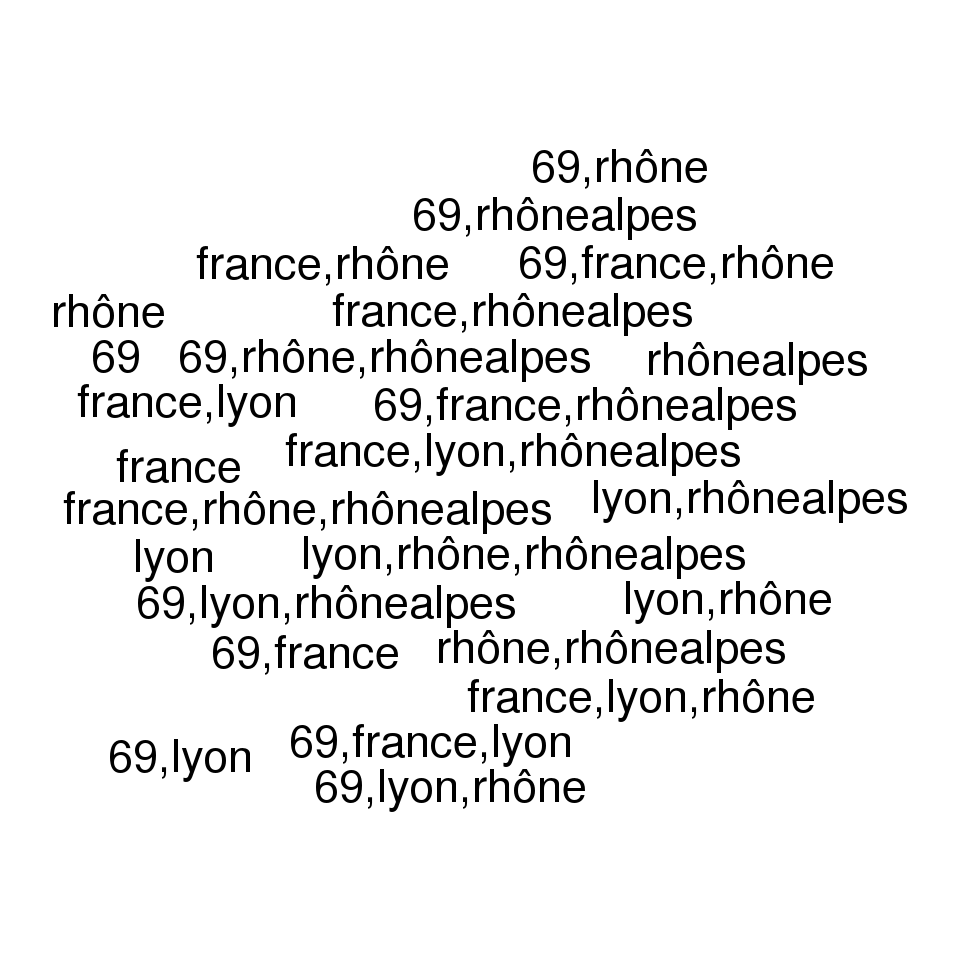 69,rhône
69,rhônealpes
france,rhône 69,france,rhône
rhône france,rhônealpes
69 69,rhône,rhônealpes rhônealpes
france,lyon 69,france,rhônealpes
france france,lyon,rhônealpes
france,rhône,rhônealpes lyon,rhônealpes
lyon lyon,rhône,rhônealpes
69,lyon,rhônealpes lyon,rhône
69,france rhône,rhônealpes
france,lyon,rhône
69,lyon 69,france,lyon
69,lyon,rhône